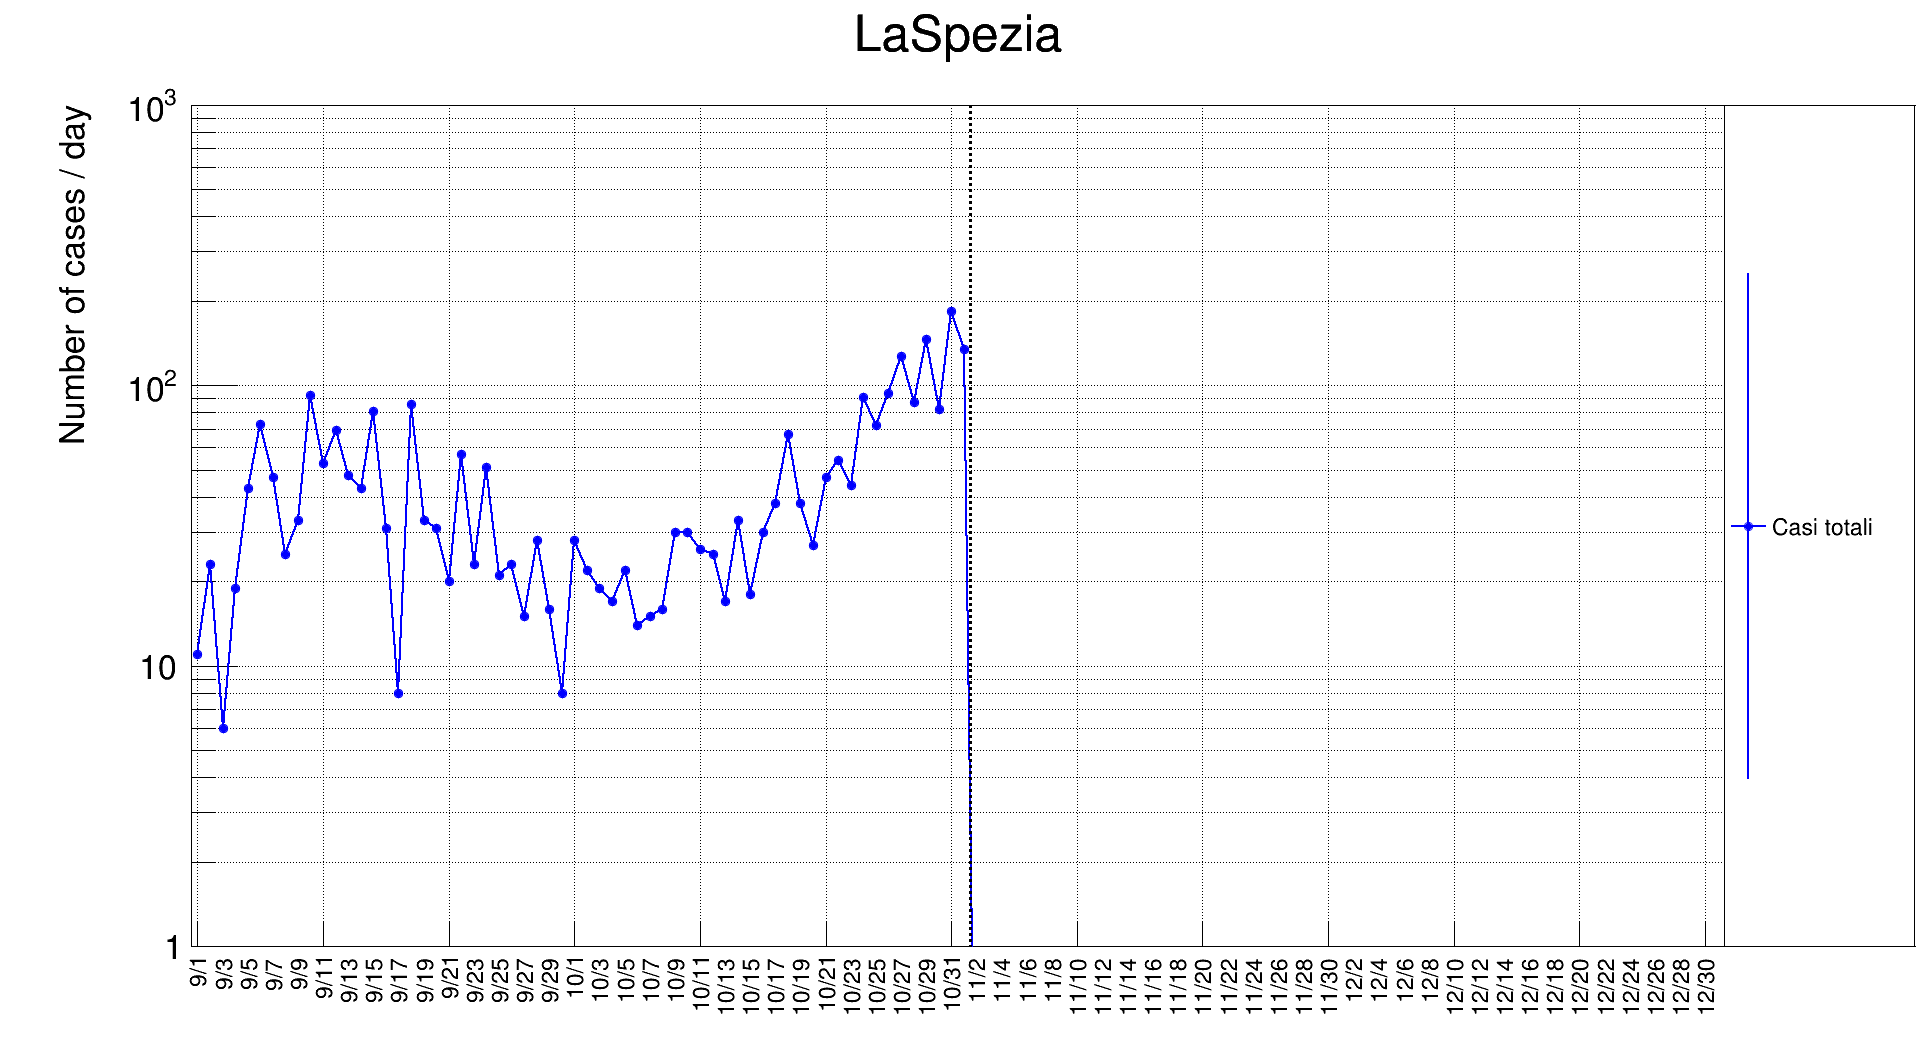 LaSpezia
Number of cases / day
10³
10²
10
1
9/1 9/3 9/5 9/7 9/9 9/11 9/13 9/15 9/17 9/19 9/21 9/23 9/25 9/27 9/29 10/1 10/3 10/5 10/7 10/9 10/11 10/13 10/15 10/17 10/19 10/21 10/23 10/25 10/27 10/29 10/31 11/2 11/4 11/6 11/8 11/10 11/12 11/14 11/16 11/18 11/20 11/22 11/24 11/26 11/28 11/30 12/2 12/4 12/6 12/8 12/10 12/12 12/14 12/16 12/18 12/20 12/22 12/24 12/26 12/28 12/30
Casi totali